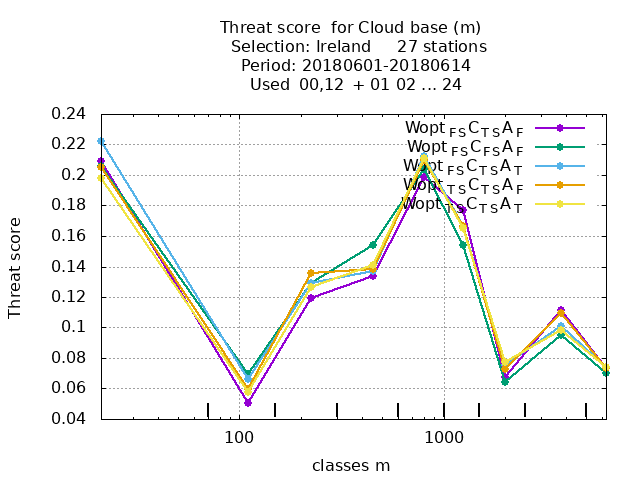 Threat score  for Cloud base (m)
Selection: Ireland     27 stations
Period: 20180601-20180614
Used  00,12  + 01 02 ... 24
0.24
0.22
0.2
0.18
0.16
0.14
0.12
0.1
0.08
0.06
0.04
Threat score
Wopt FS C TS A F
Wopt FS C FS A F
Wopt FS C TS A T
Wopt TS C TS A F
Wopt TS C TS A T
100
1000
classes m